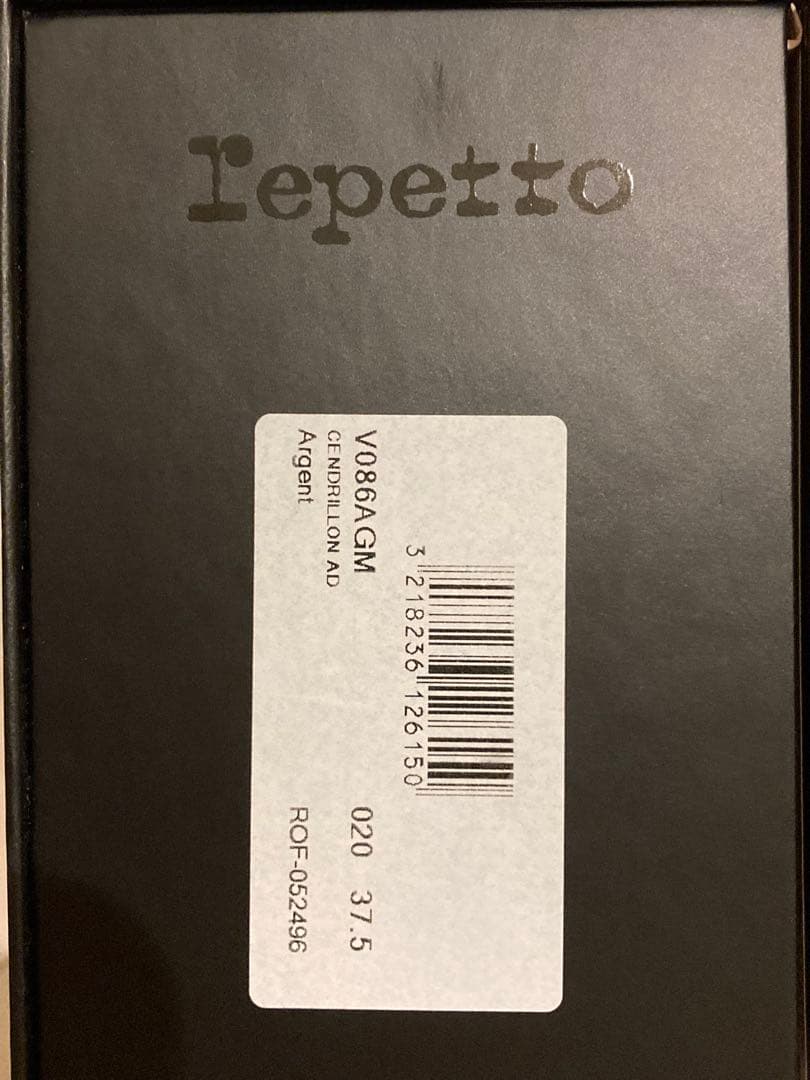 repetto
3 218236 126150
V086AGM 020 37.5
CENDRILLON AD
Argent ROF-052496